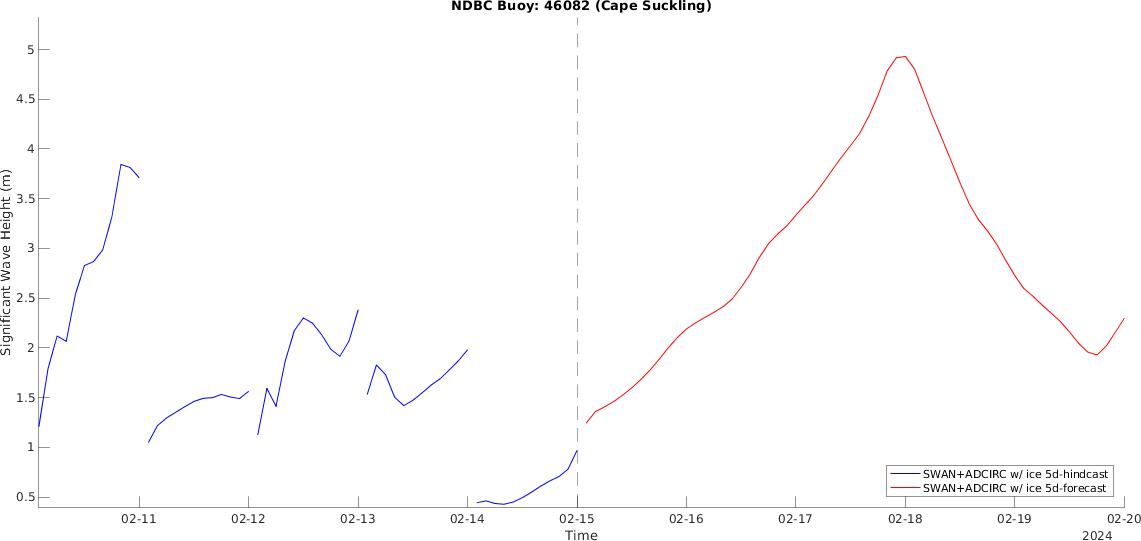 NDBC Buoy: 46082 (Cape Suckling)
Significant Wave Height (m)
5
4.5
4
3.5
3
2.5
2
1.5
1
0.5
SWAN+ADCIRC w/ ice 5d-hindcast
SWAN+ADCIRC w/ ice 5d-forecast
02-11 02-12 02-13 02-14 02-15 02-16 02-17 02-18 02-19 02-20
Time
2024